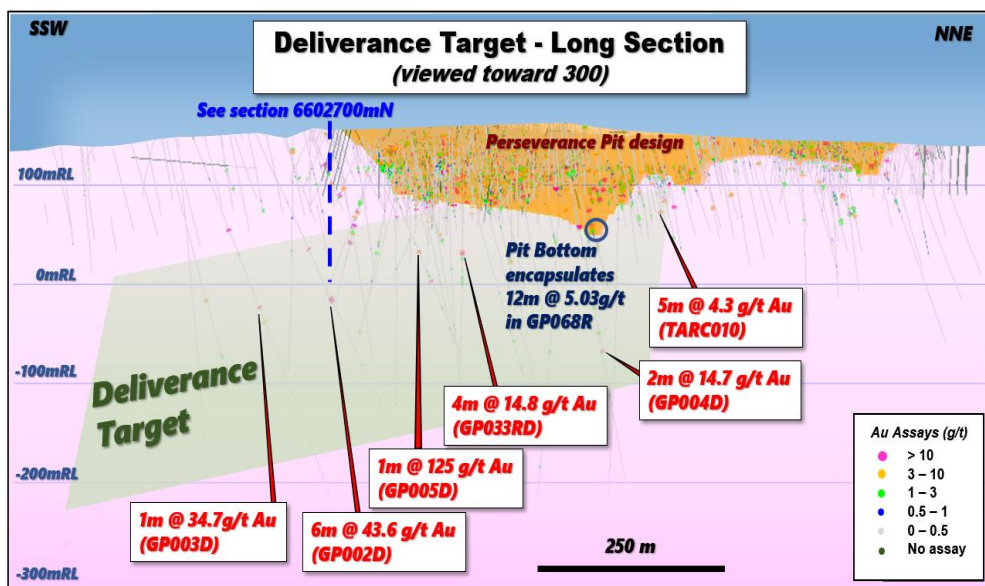 SSW
NNE
Deliverance Target - Long Section
(viewed toward 300)
See section 6602700mN
Perseverance Pit design
100mRL
0mRL
-100mRL
-200mRL
-300mRL
Pit Bottom
encapsulates
12m @ 5.03g/t
in GP068R
5m @ 4.3 g/t Au
(TARC010)
2m @ 14.7 g/t Au
(GP004D)
4m @ 14.8 g/t Au
(GP033RD)
1m @ 125 g/t Au
(GP005D)
1m @ 34.7g/t Au
(GP003D)
6m @ 43.6 g/t Au
(GP002D)
Deliverance
Target
250 m
Au Assays (g/t)
> 10
3 – 10
1 – 3
0.5 – 1
0 – 0.5
No assay